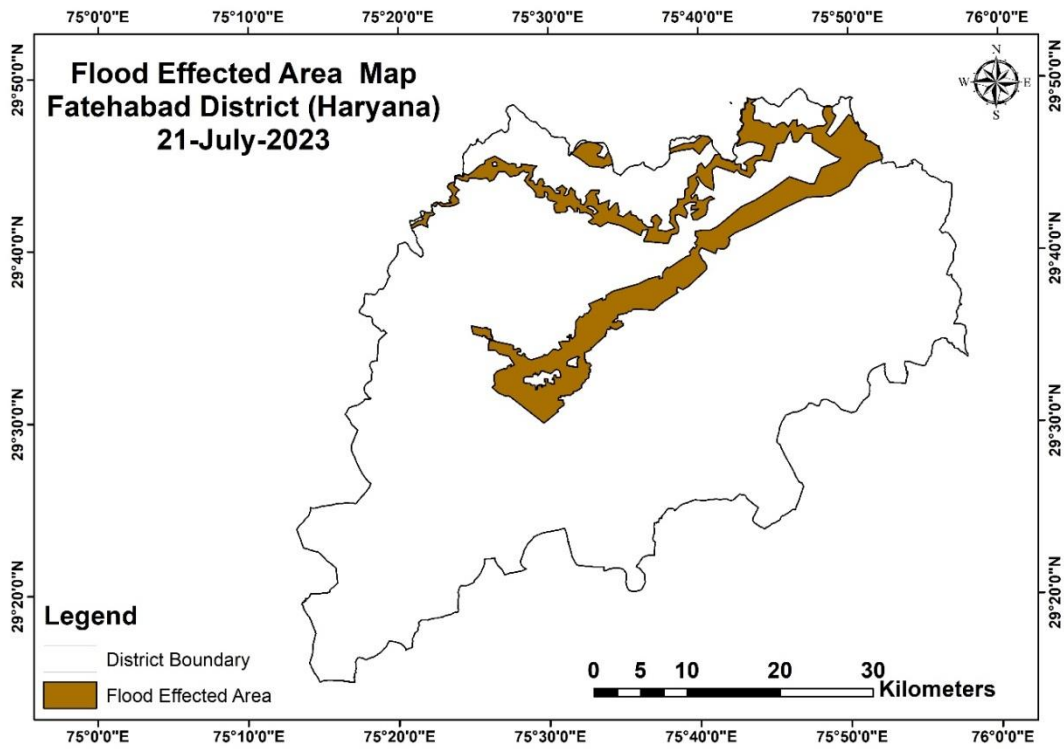 75°0'0"E 75°10'0"E 75°20'0"E 75°30'0"E 75°40'0"E 75°50'0"E 76°0'0"E
Flood Effected Area Map
Fatehabad District (Haryana)
21-July-2023
N
W E
S
29°50'0"N 29°50'0"N
29°40'0"N 29°40'0"N
29°30'0"N 29°30'0"N
29°20'0"N 29°20'0"N
Legend
District Boundary
Flood Effected Area
0 5 10 20 30
Kilometers
75°0'0"E 75°10'0"E 75°20'0"E 75°30'0"E 75°40'0"E 75°50'0"E 76°0'0"E